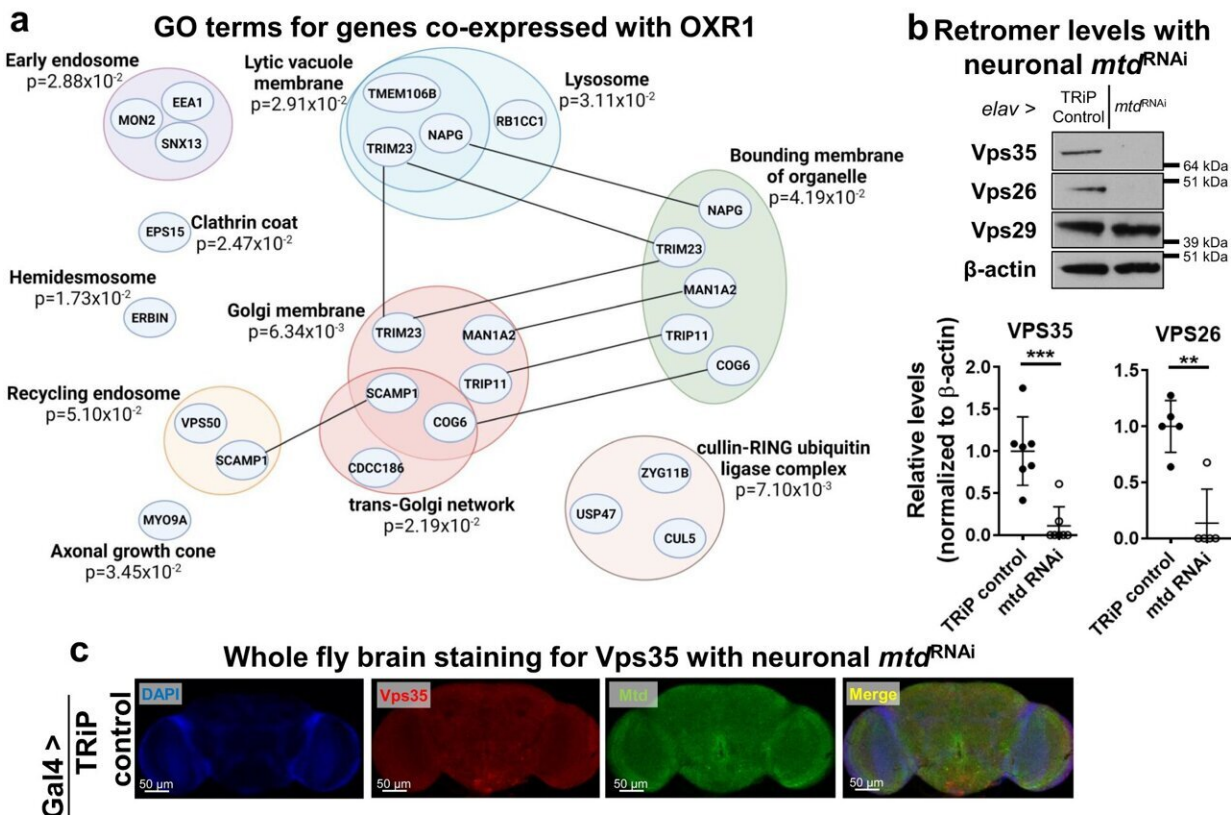 a
GO terms for genes co-expressed with OXR1
Early endosome
p=2.88x10-2
MON2
EEA1
SNX13
Lytic vacuole
membrane
p=2.91x10-2
TMEM106B
NAPG
TRIM23
Lysosome
p=3.11x10-2
RB1CC1
Bounding membrane
of organelle
p=4.19x10-2
NAPG
TRIM23
MAN1A2
TRIP11
COG6
EPS15
Clathrin coat
p=2.47x10-2
Hemidesmosome
p=1.73x10-2
ERBIN
Golgi membrane
p=6.34x10-3
TRIM23
MAN1A2
TRIP11
SCAMP1
COG6
CDCC186
trans-Golgi network
p=2.19x10-2
Recycling endosome
p=5.10x10-2
VPS50
SCAMP1
MYO9A
Axonal growth cone
p=3.45x10-2
cullin-RING ubiquitin
ligase complex
p=7.10x10-3
ZYG11B
USP47
CUL5
b Retromer levels with
neuronal mtdRNAi
elav >
TRiP
Control
mtdRNAi
Vps35
64 kDa
Vps26
51 kDa
Vps29
39 kDa
β-actin
51 kDa
VPS35
Relative levels
(normalized to β-actin)
2.0
1.5
1.0
0.5
0.0
***
TRiP control
mtd RNAi
VPS26
1.5
1.0
0.5
0.0
**
TRiP control
mtd RNAi
c
Whole fly brain staining for Vps35 with neuronal mtdRNAi
Gal4 >
TRiP
control
DAPI
50 µm
Vps35
50 µm
Mtd
50 µm
Merge
50 µm